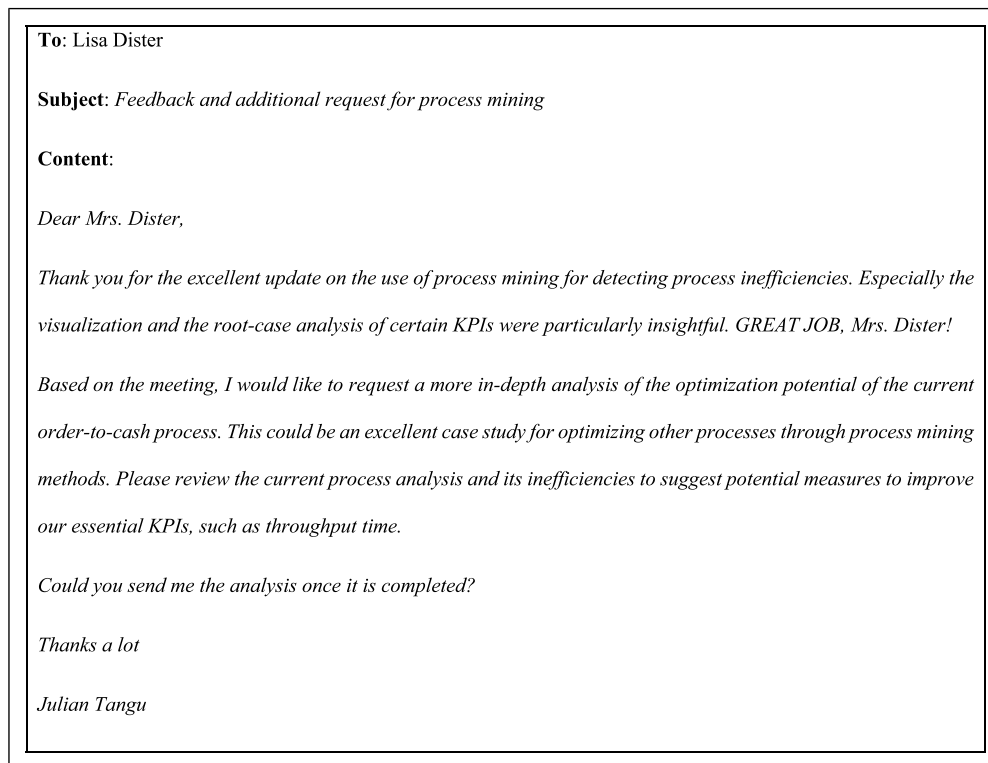 To: Lisa Dister
Subject: Feedback and additional request for process mining
Content:
Dear Mrs. Dister,
Thank you for the excellent update on the use of process mining for detecting process inefficiencies. Especially the
visualization and the root-case analysis of certain KPIs were particularly insightful. GREAT JOB, Mrs. Dister!
Based on the meeting, I would like to request a more in-depth analysis of the optimization potential of the current
order-to-cash process. This could be an excellent case study for optimizing other processes through process mining
methods. Please review the current process analysis and its inefficiencies to suggest potential measures to improve
our essential KPIs, such as throughput time.
Could you send me the analysis once it is completed?
Thanks a lot
Julian Tangu